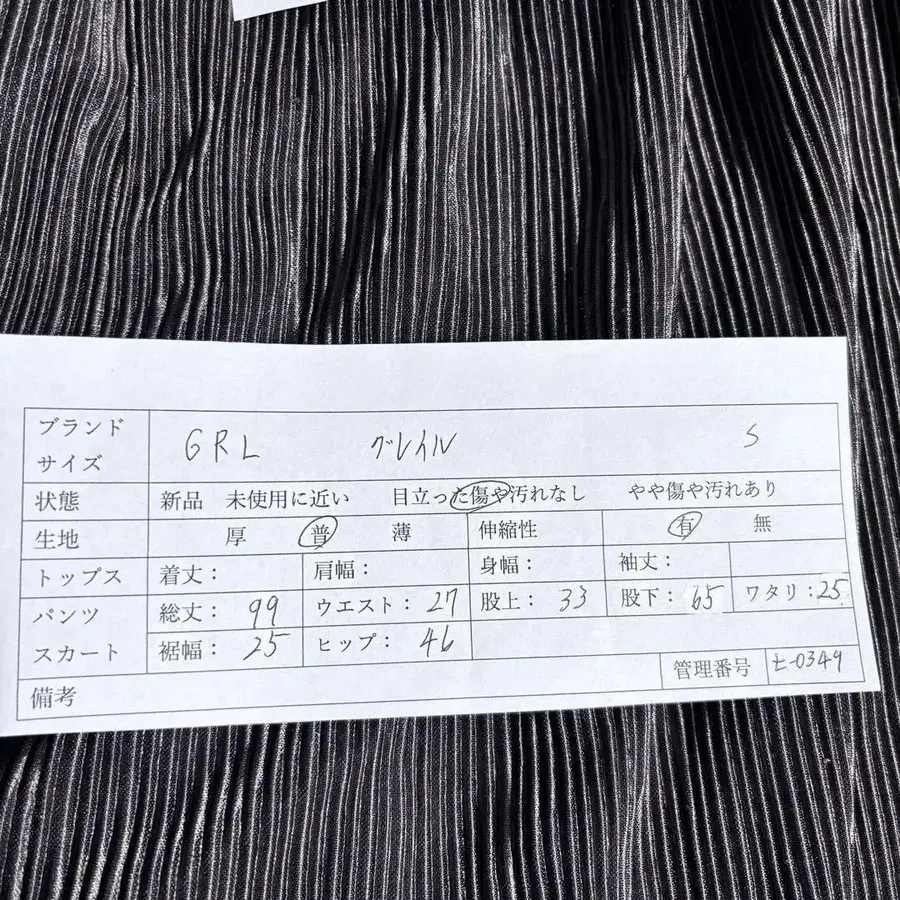 ブランド
サイズ GRL グレイル S
状態 新品 未使用に近い 目立った傷や汚れなし やや傷や汚れあり
生地 厚 普 薄 伸縮性 有 無
トップス 着丈: 肩幅: 身幅: 袖丈:
パンツ 総丈: 99 ウエスト: 27 股上: 33 股下: 65 ワタリ: 25
スカート 裾幅: 25 ヒップ: 46
備考 管理番号 ヒ-0349